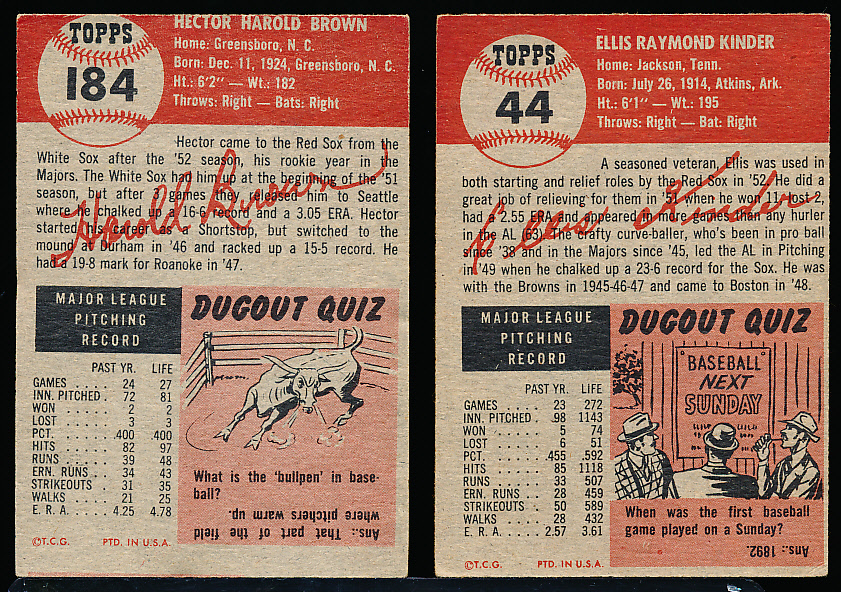 TOPPS
184
HECTOR HAROLD BROWN
Home: Greensboro, N. C.
Born: Dec. 11, 1924, Greensboro, N. C.
Ht.: 6'2" — Wt.: 182
Throws: Right — Bats: Right
Hector came to the Red Sox from the
White Sox after the '52 season, his rookie year in the
Majors. The White Sox had him up at the beginning of the '51
season, but after 3 games they released him to Seattle
where he chalked up a 16-6 record and a 3.05 ERA. Hector
started his career as a Shortstop, but switched to the
mound at Durham in '46 and racked up a 15-5 record. He
had a 19-8 mark for Roanoke in '47.
Harold Brown
MAJOR LEAGUE
PITCHING
RECORD
PAST YR. LIFE
GAMES . . . . . 24 27
INN. PITCHED . 72 81
WON . . . . . 2 2
LOST . . . . . 3 3
PCT. . . . . . .400 .400
HITS . . . . . 82 97
RUNS . . . . . 39 48
ERN. RUNS . . . 34 43
STRIKEOUTS . . 31 35
WALKS . . . . 21 25
E. R. A. . . . . 4.25 4.78
DUGOUT QUIZ
What is the 'bullpen' in base-
ball?
Ans.: That part of the field
where pitchers warm up.
©T.C.G. PTD. IN U.S.A.
TOPPS
44
ELLIS RAYMOND KINDER
Home: Jackson, Tenn.
Born: July 26, 1914, Atkins, Ark.
Ht.: 6'1" — Wt.: 195
Throws: Right — Bat: Right
A seasoned veteran, Ellis was used in
both starting and relief roles by the Red Sox in '52. He did a
great job of relieving for them in '51 when he won 11, lost 2,
had a 2.55 ERA and appeared in more games than any hurler
in the AL (63). The crafty curve-baller, who's been in pro ball
since '38 and in the Majors since '45, led the AL in Pitching
in '49 when he chalked up a 23-6 record for the Sox. He was
with the Browns in 1945-46-47 and came to Boston in '48.
Ellis Kinder
MAJOR LEAGUE
PITCHING
RECORD
PAST YR. LIFE
GAMES . . . . . 23 272
INN. PITCHED . . 98 1143
WON . . . . . 5 74
LOST . . . . . 6 51
PCT. . . . . . .455 .592
HITS . . . . . 85 1118
RUNS . . . . . 33 507
ERN. RUNS . . . 28 459
STRIKEOUTS . . 50 589
WALKS . . . . 28 432
E. R. A. . . . . 2.57 3.61
DUGOUT QUIZ
BASEBALL
NEXT
SUNDAY
When was the first baseball
game played on a Sunday?
Ans.: 1892.
©T.C.G. PTD. IN U.S.A.